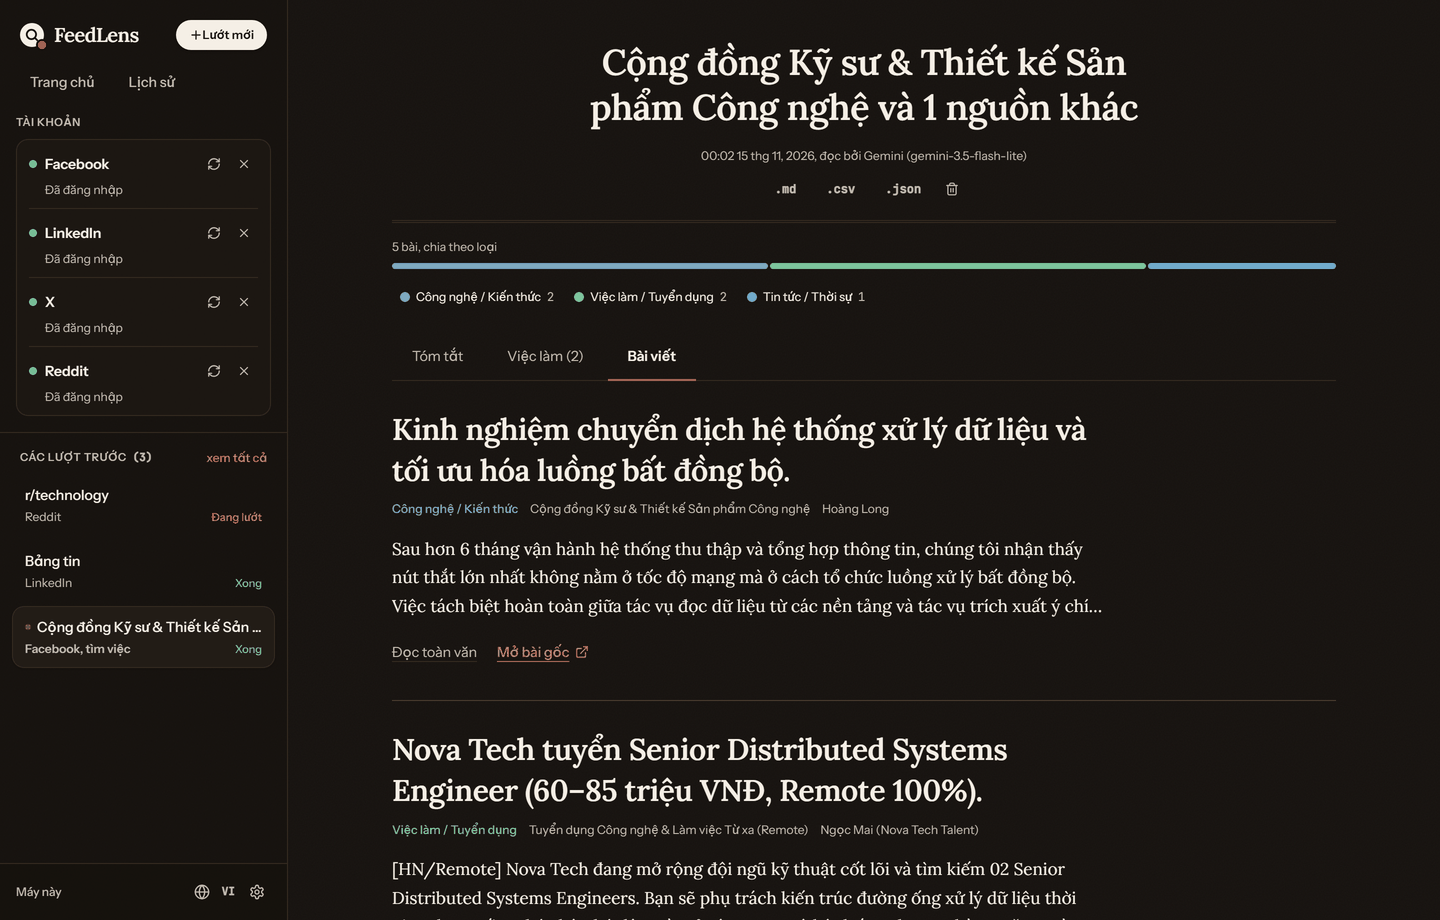 FeedLens
+Lướt mới
Trang chủ
Lịch sử
TÀI KHOẢN
Facebook
Đã đăng nhập
LinkedIn
Đã đăng nhập
X
Đã đăng nhập
Reddit
Đã đăng nhập
CÁC LƯỢT TRƯỚC (3)
xem tất cả
r/technology
Reddit
Đang lướt
Bảng tin
LinkedIn
Xong
Cộng đồng Kỹ sư & Thiết kế Sản ...
Facebook, tìm việc
Xong
Máy này
VI
Cộng đồng Kỹ sư & Thiết kế Sản
phẩm Công nghệ và 1 nguồn khác
00:02 15 thg 11, 2026, đọc bởi Gemini (gemini-3.5-flash-lite)
.md
.csv
.json
5 bài, chia theo loại
Công nghệ / Kiến thức 2
Việc làm / Tuyển dụng 2
Tin tức / Thời sự 1
Tóm tắt
Việc làm (2)
Bài viết
Kinh nghiệm chuyển dịch hệ thống xử lý dữ liệu và
tối ưu hóa luồng bất đồng bộ.
Công nghệ / Kiến thức Cộng đồng Kỹ sư & Thiết kế Sản phẩm Công nghệ Hoàng Long
Sau hơn 6 tháng vận hành hệ thống thu thập và tổng hợp thông tin, chúng tôi nhận thấy
nút thắt lớn nhất không nằm ở tốc độ mạng mà ở cách tổ chức luồng xử lý bất đồng bộ.
Việc tách biệt hoàn toàn giữa tác vụ đọc dữ liệu từ các nền tảng và tác vụ trích xuất ý chí...
Đọc toàn văn
Mở bài gốc
Nova Tech tuyển Senior Distributed Systems
Engineer (60–85 triệu VNĐ, Remote 100%).
Việc làm / Tuyển dụng Tuyển dụng Công nghệ & Làm việc Từ xa (Remote) Ngọc Mai (Nova Tech Talent)
[HN/Remote] Nova Tech đang mở rộng đội ngũ kỹ thuật cốt lõi và tìm kiếm 02 Senior
Distributed Systems Engineers. Bạn sẽ phụ trách kiến trúc đường ống xử lý dữ liệu thời